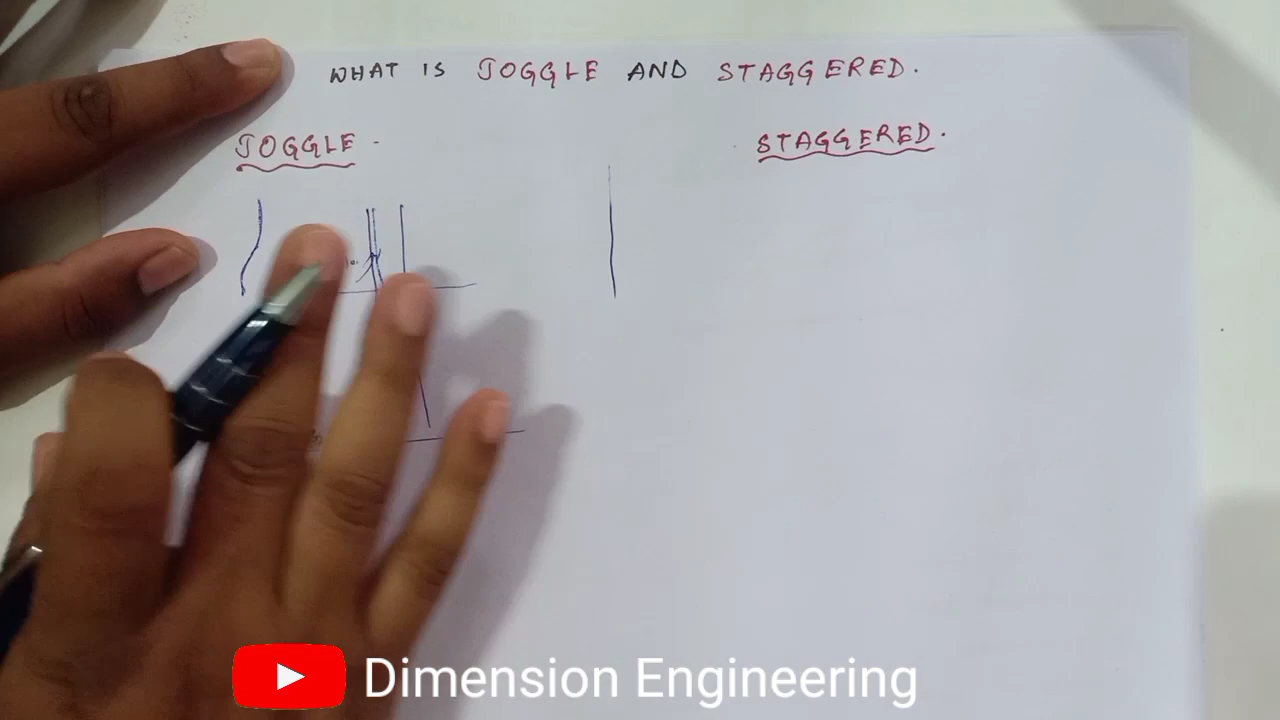 WHAT IS JOGGLE AND STAGGERED.
JOGGLE -
STAGGERED.
Dimension Engineering